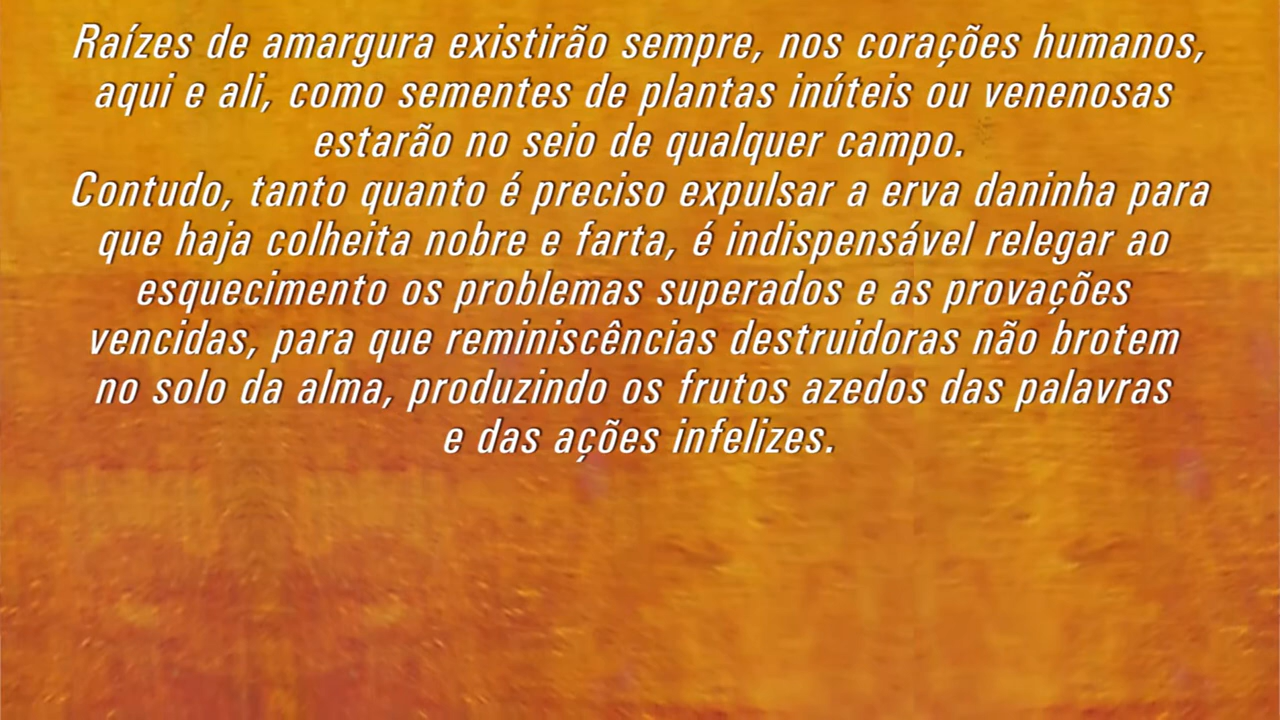 Raízes de amargura existirão sempre, nos corações humanos,
aqui e ali, como sementes de plantas inúteis ou venenosas
estarão no seio de qualquer campo.
Contudo, tanto quanto é preciso expulsar a erva daninha para
que haja colheita nobre e farta, é indispensável relegar ao
esquecimento os problemas superados e as provações
vencidas, para que reminiscências destruidoras não brotem
no solo da alma, produzindo os frutos azedos das palavras
e das ações infelizes.